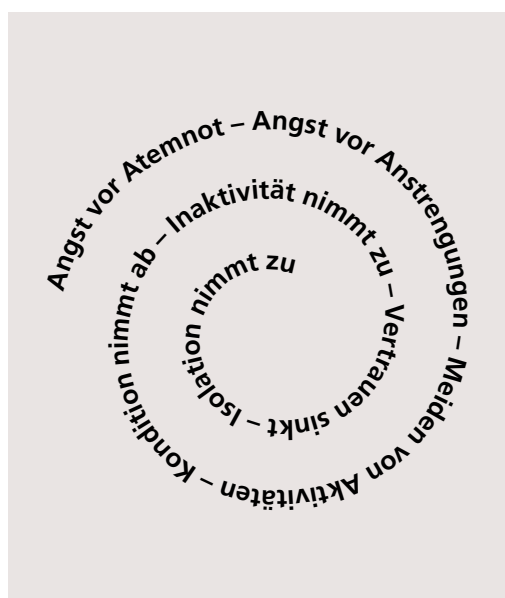 Angst vor Atemnot – Angst vor Anstrengungen – Meiden von Aktivitäten – Kondition nimmt ab – Inaktivität nimmt zu – Vertrauen sinkt – Isolation nimmt zu